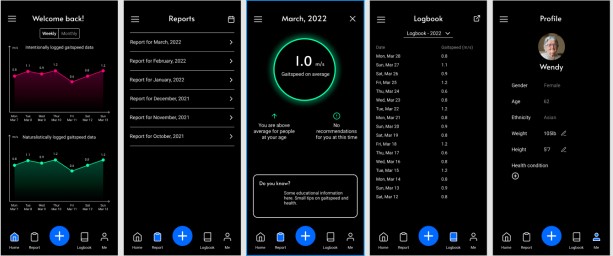 Welcome back!
Weekly Monthly
Intentionally logged gaitspeed data
Naturalistically logged gaitspeed data
Home
Report
Logbook
Me
Reports
Report for March, 2022
Report for February, 2022
Report for January, 2022
Report for December, 2021
Report for November, 2021
Report for October, 2021
Home
Report
Logbook
Me
March, 2022
1.0 m/s
Gaitspeed on average
You are above
average for people
at your age
No
recommendations
for you at this time
Do you know?
Some educational information
here. Small tips on gaitspeed and
health.
Home
Report
Logbook
Me
Logbook
Logbook - 2022
Date Gaitspeed (m/s)
Mon, Mar 28 0.8
Sun, Mar 27 1.1
Sat, Mar 26 0.9
Fri, Mar 25 1.2
Thu, Mar 24 0.6
Wed, Mar 23 0.8
Tue, Mar 22 1.2
Mon, Mar 21 0.8
Sun, Mar 20 0.9
Sat, Mar 19 0.8
Fri, Mar 18 1.2
Thu, Mar 17 0.6
Wed, Mar 16 0.8
Tue, Mar 15 1.2
Mon, Mar 14 0.8
Sun, Mar 13 0.9
Sat, Mar 12 0.8
Home
Report
Logbook
Me
Profile
Wendy
Gender Female
Age 62
Ethnicity Asian
Weight 105lb
Height 5'7
Health condition
Home
Report
Logbook
Me